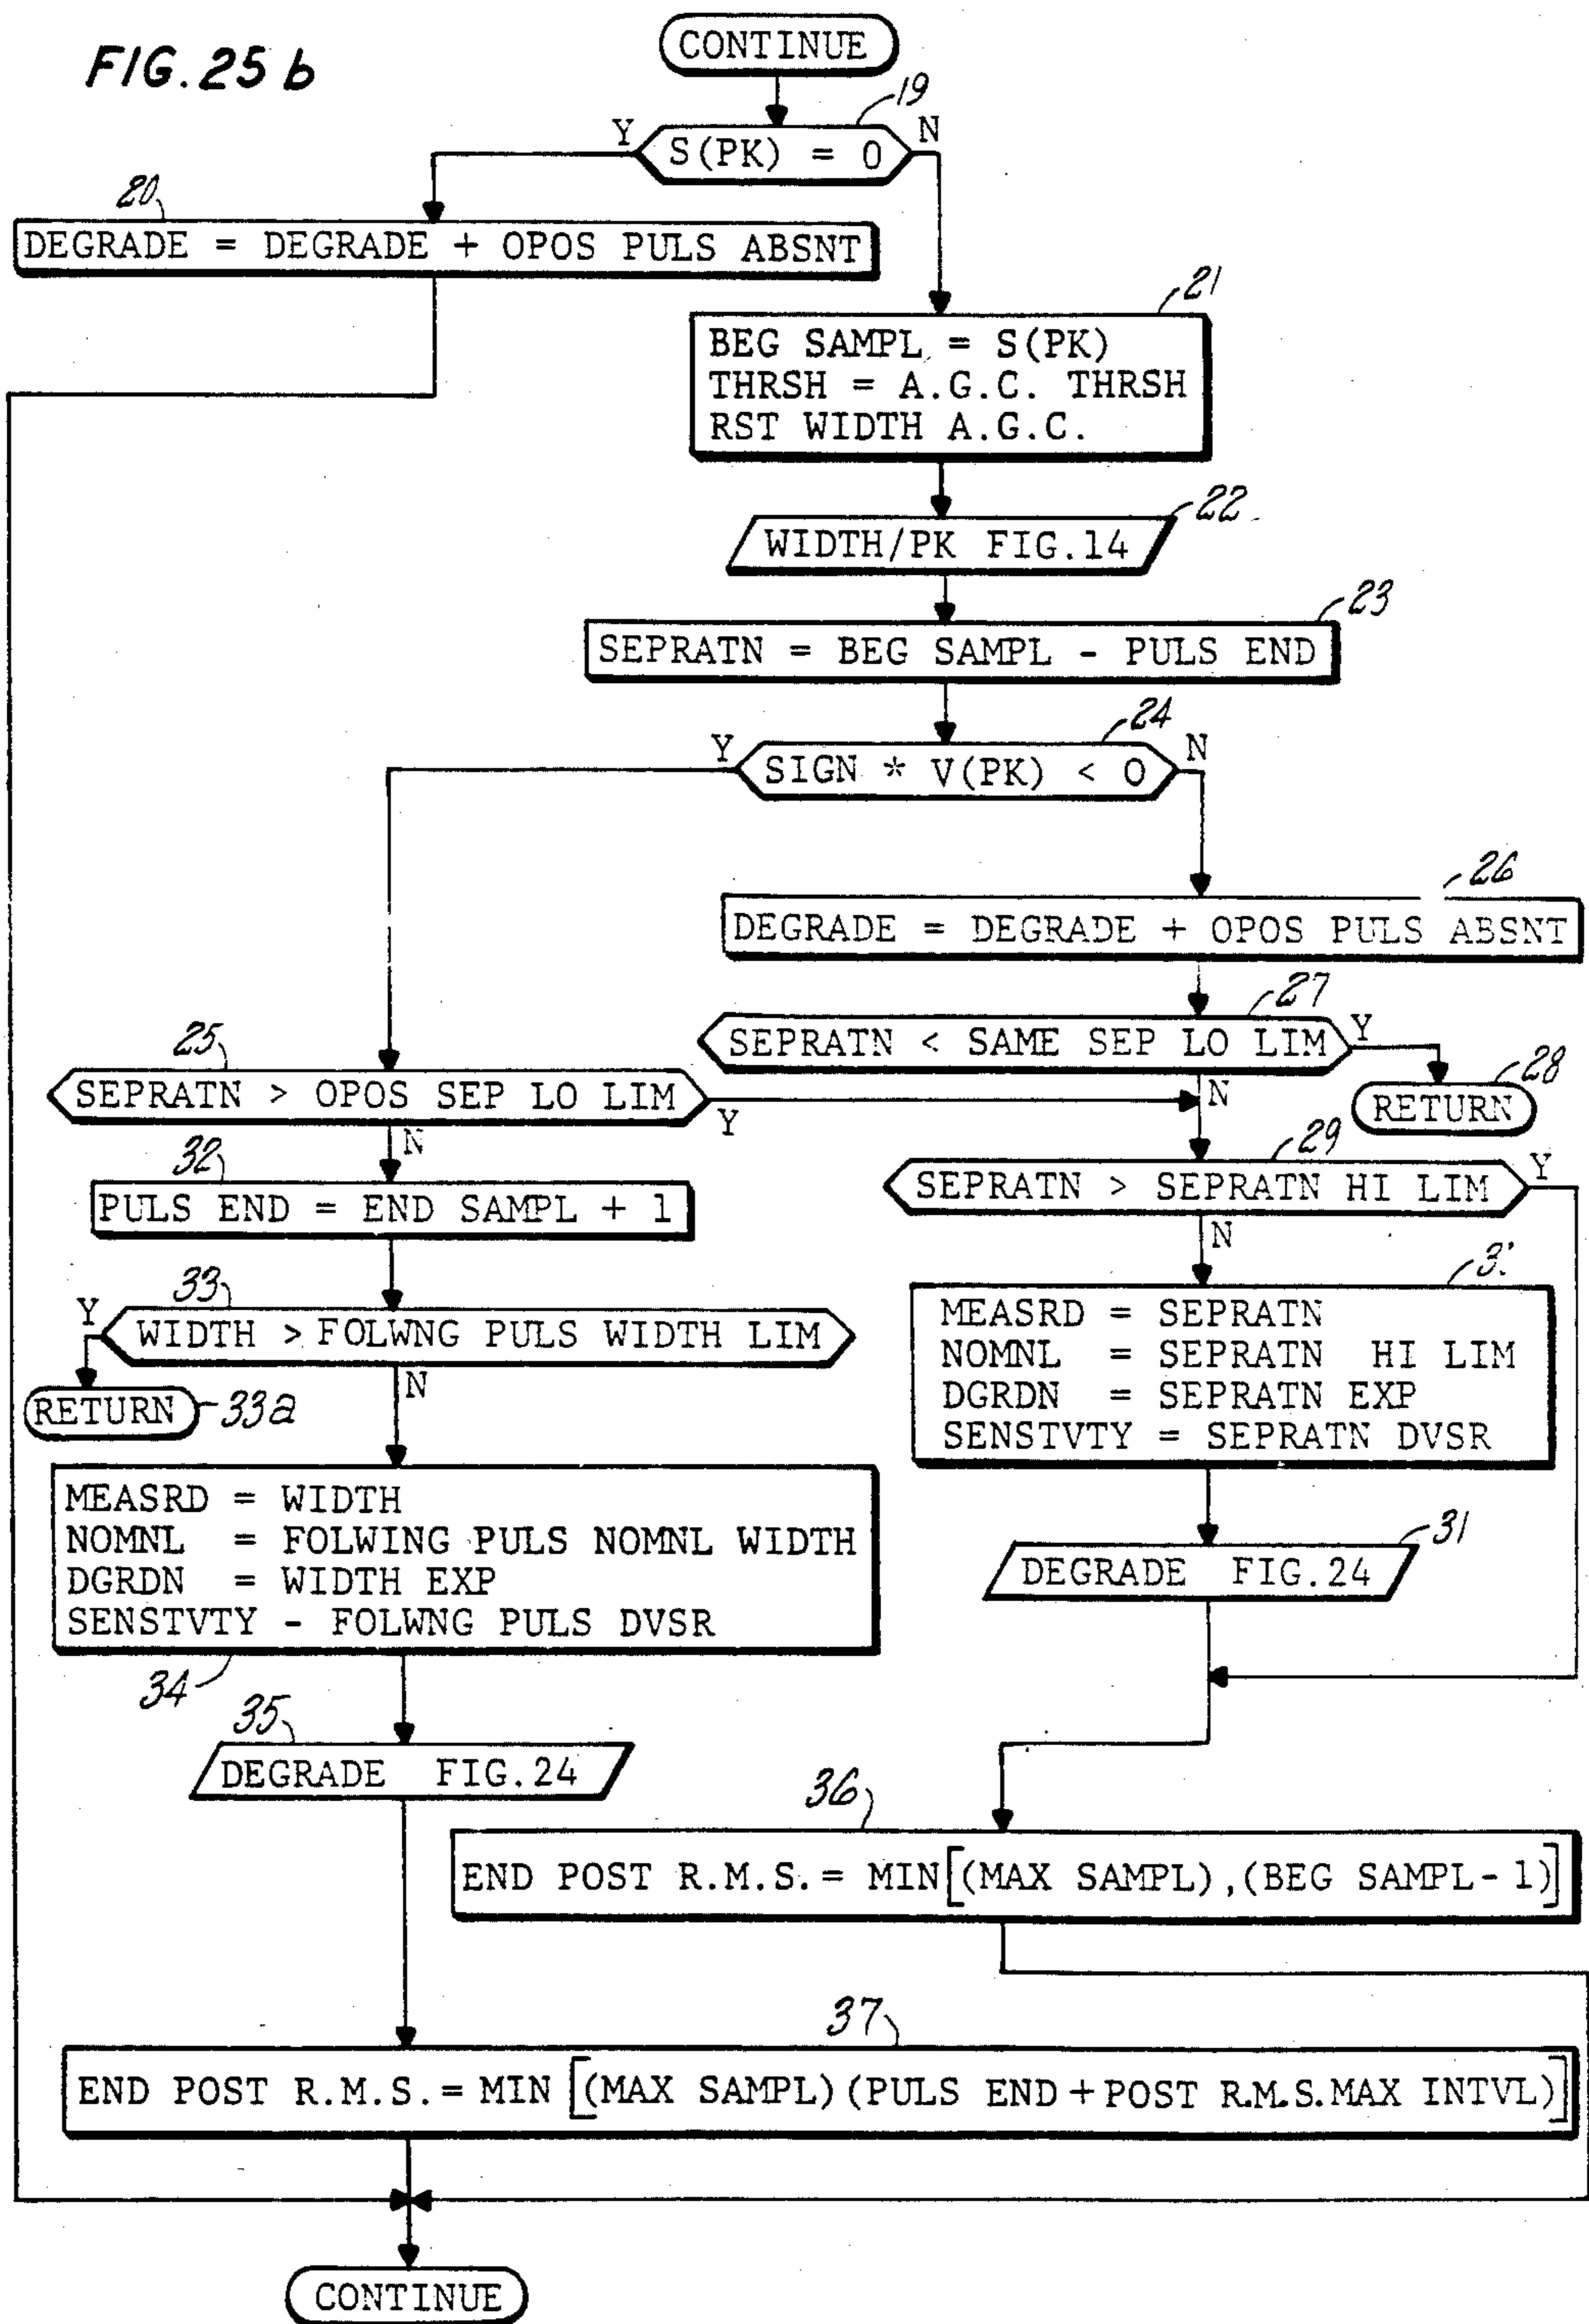 FIG. 25 b
CONTINUE
19
Y
S(PK) = 0
N
20
DEGRADE = DEGRADE + OPOS PULS ABSNT
21
BEG SAMPL = S(PK)
THRSH = A.G.C. THRSH
RST WIDTH A.G.C.
22
WIDTH/PK FIG.14
23
SEPRATN = BEG SAMPL - PULS END
24
Y
SIGN * V(PK) < 0
N
26
DEGRADE = DEGRADE + OPOS PULS ABSNT
27
SEPRATN < SAME SEP LO LIM
Y
N
28
RETURN
25
SEPRATN > OPOS SEP LO LIM
Y
N
29
SEPRATN > SEPRATN HI LIM
Y
N
32
PULS END = END SAMPL + 1
33
Y
WIDTH > FOLWNG PULS WIDTH LIM
N
RETURN
33a
3
MEASRD = SEPRATN
NOMNL = SEPRATN HI LIM
DGRDN = SEPRATN EXP
SENSTVTY = SEPRATN DVSR
31
DEGRADE FIG.24
MEASRD = WIDTH
NOMNL = FOLWING PULS NOMNL WIDTH
DGRDN = WIDTH EXP
SENSTVTY - FOLWNG PULS DVSR
34
35
DEGRADE FIG.24
36
END POST R.M.S. = MIN[(MAX SAMPL),(BEG SAMPL-1)]
37
END POST R.M.S. = MIN [(MAX SAMPL)(PULS END + POST R.M.S. MAX INTVL)]
CONTINUE